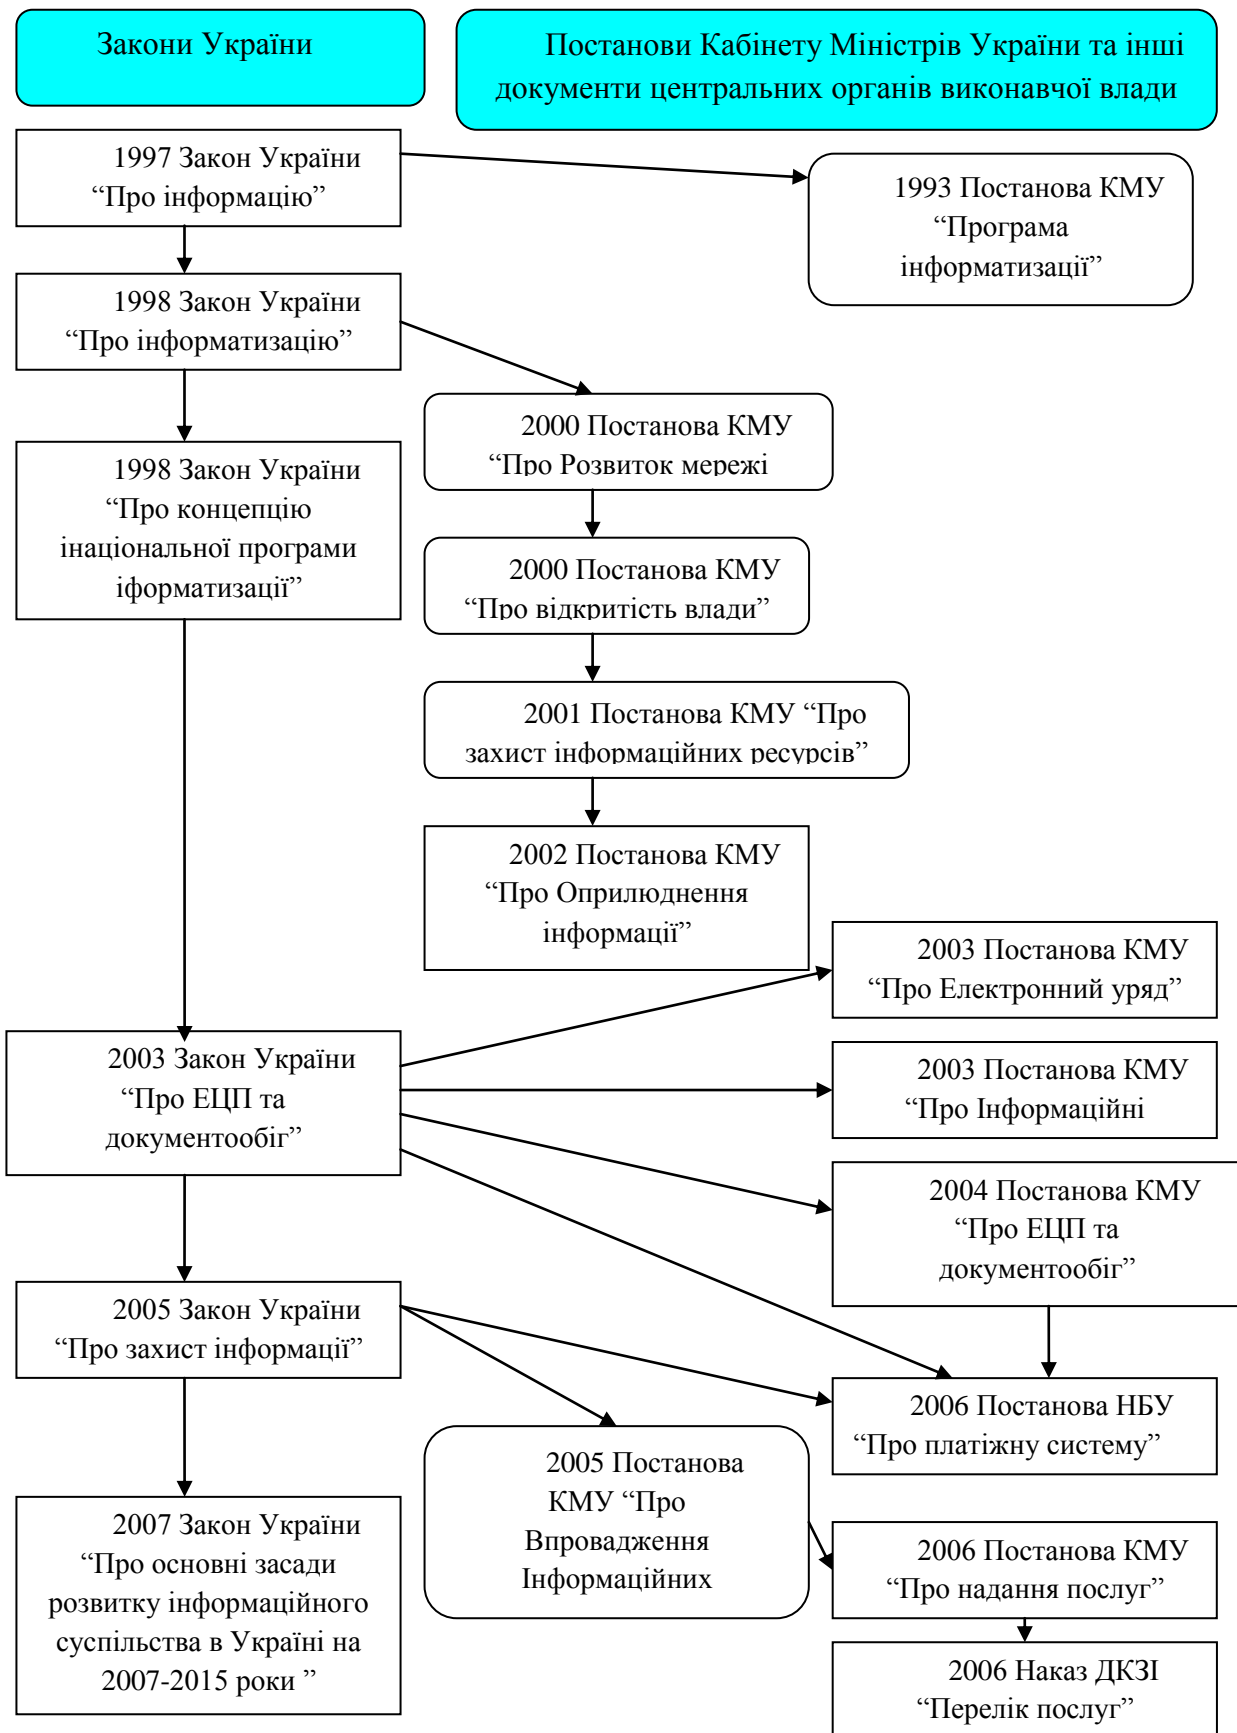 Закони України
Постанови Кабінету Міністрів України та інші
документи центральних органів виконавчої влади
1997 Закон України
“Про інформацію”
1993 Постанова КМУ
“Програма
інформатизації”
1998 Закон України
“Про інформатизацію”
2000 Постанова КМУ
“Про Розвиток мережі
1998 Закон України
“Про концепцію
інаціональної програми
іформатизації”
2000 Постанова КМУ
“Про відкритість влади”
2001 Постанова КМУ “Про
захист інформаційних ресурсів”
2002 Постанова КМУ
“Про Оприлюднення
інформації”
2003 Постанова КМУ
“Про Електронний уряд”
2003 Закон України
“Про ЕЦП та
документообіг”
2003 Постанова КМУ
“Про Інформаційні
2004 Постанова КМУ
“Про ЕЦП та
документообіг”
2005 Закон України
“Про захист інформації”
2006 Постанова НБУ
“Про платіжну систему”
2005 Постанова
КМУ “Про
Впровадження
Інформаційних
2007 Закон України
“Про основні засади
розвитку інформаційного
суспільства в Україні на
2007-2015 роки ”
2006 Постанова КМУ
“Про надання послуг”
2006 Наказ ДКЗІ
“Перелік послуг”